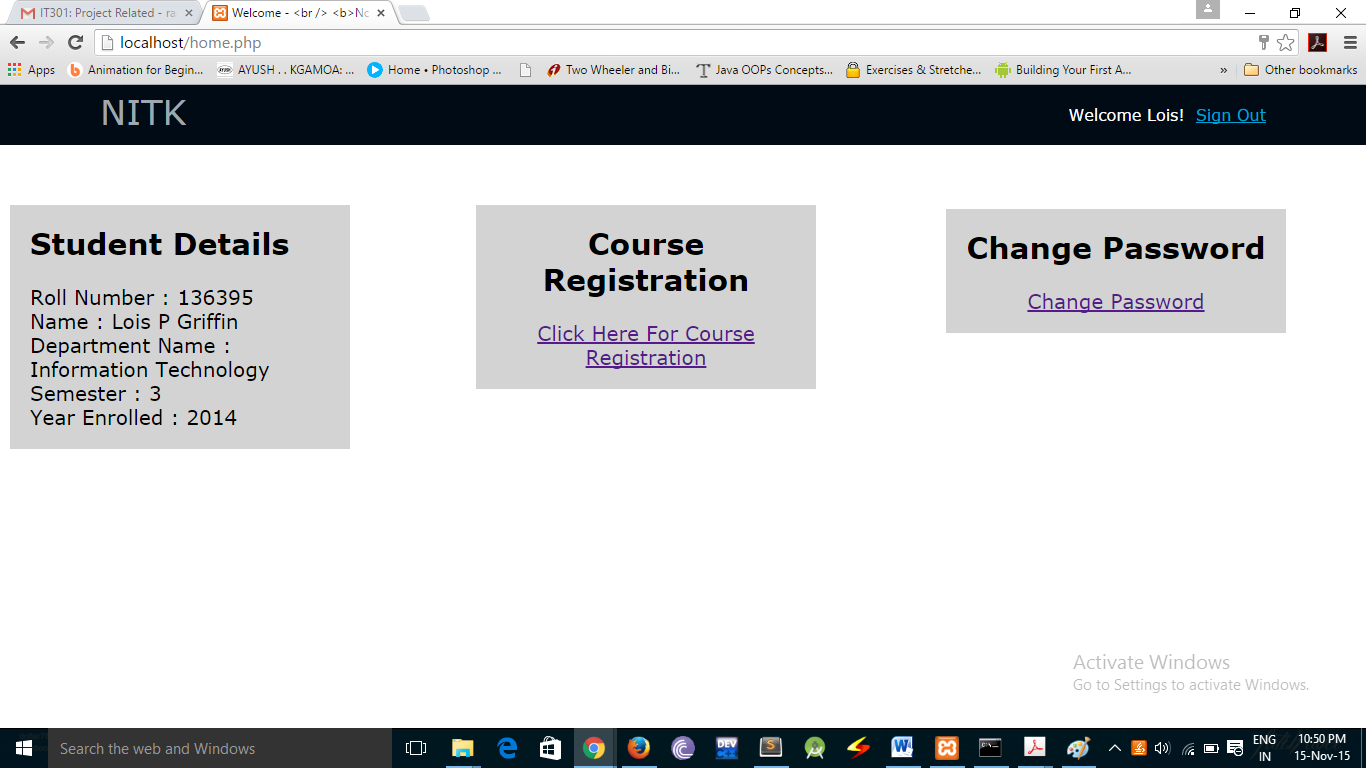 IT301: Project Related - ra
Welcome - <br /> <b>No
localhost/home.php
Apps
Animation for Begin...
AYUSH . . KGAMOA: ...
Home • Photoshop ...
Two Wheeler and Bi...
Java OOPs Concepts...
Exercises & Stretche...
Building Your First A...
»
Other bookmarks
NITK
Welcome Lois! Sign Out
Student Details
Roll Number : 136395
Name : Lois P Griffin
Department Name :
Information Technology
Semester : 3
Year Enrolled : 2014
Course
Registration
Click Here For Course
Registration
Change Password
Change Password
Activate Windows
Go to Settings to activate Windows.
Search the web and Windows
DEV
ENG
IN
10:50 PM
15-Nov-15